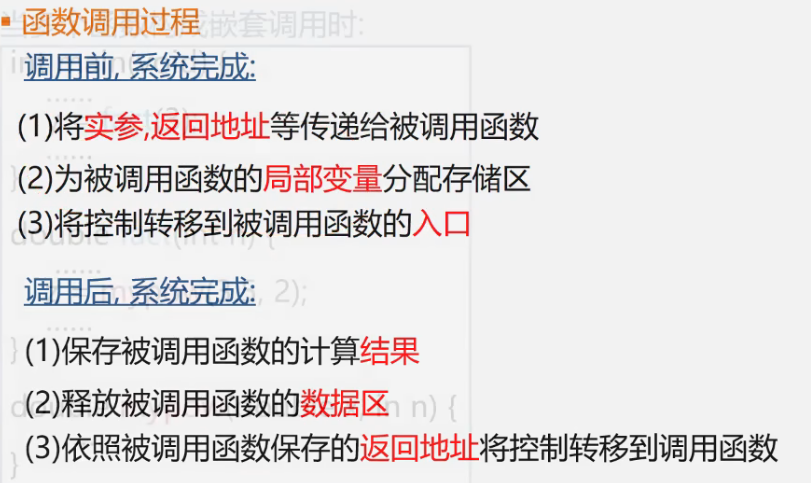 ▪ 函数调用过程
调用前, 系统完成:
(1)将实参,返回地址等传递给被调用函数
(2)为被调用函数的局部变量分配存储区
(3)将控制转移到被调用函数的入口
调用后, 系统完成:
(1)保存被调用函数的计算结果
(2)释放被调用函数的数据区
(3)依照被调用函数保存的返回地址将控制转移到调用函数